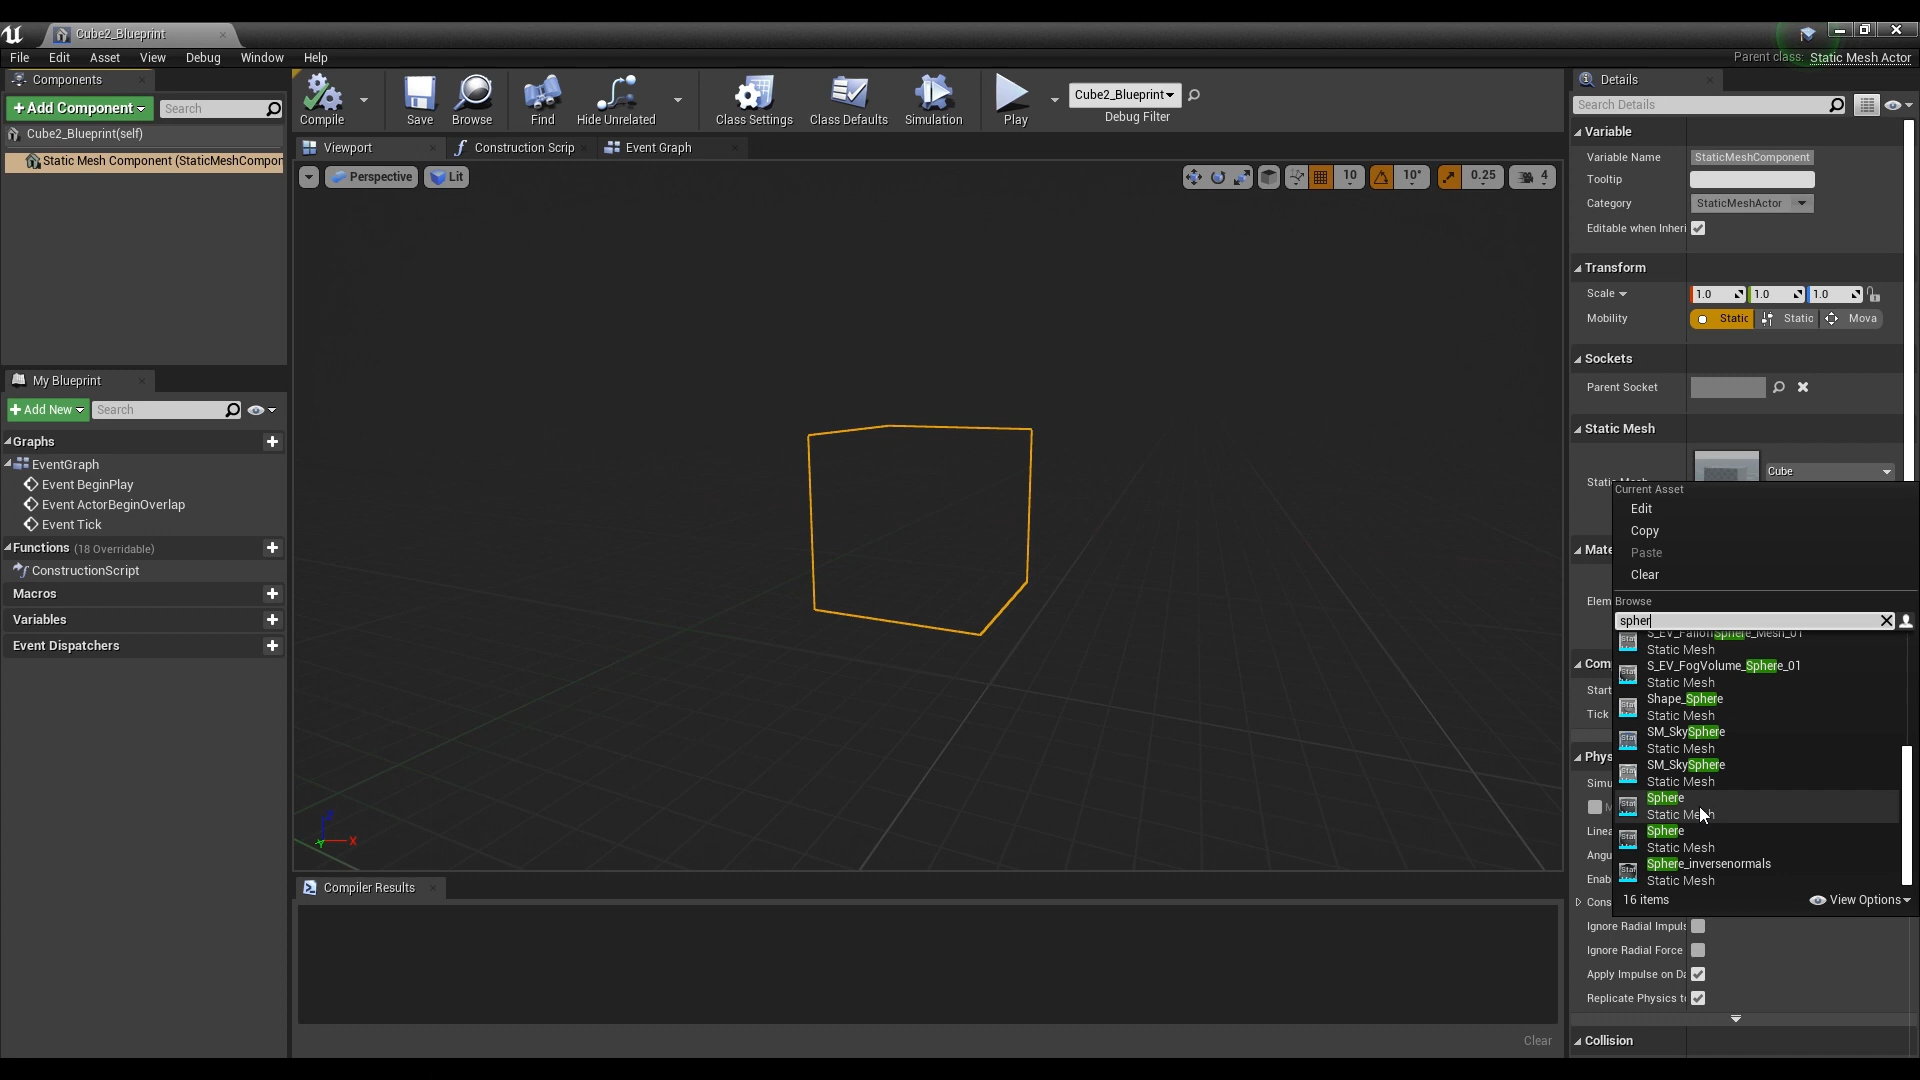 Cube2_Blueprint
File Edit Asset View Debug Window Help
Parent class: Static Mesh Actor
Components
+Add Component Search
Cube2_Blueprint(self)
Static Mesh Component (StaticMeshCompon
My Blueprint
+Add New Search
Graphs
EventGraph
Event BeginPlay
Event ActorBeginOverlap
Event Tick
Functions (18 Overridable)
ConstructionScript
Macros
Variables
Event Dispatchers
Compile Save Browse Find Hide Unrelated Class Settings Class Defaults Simulation Play
Cube2_Blueprint
Debug Filter
Viewport Construction Scrip Event Graph
Perspective Lit 10 10° 0.25 4
X
Compiler Results
Clear
Details
Search Details
Variable
Variable Name StaticMeshComponent
Tooltip
Category StaticMeshActor
Editable when Inheri
Transform
Scale 1.0 1.0 1.0
Mobility Static Static Mova
Sockets
Parent Socket
Static Mesh
Static Mesh Cube
Current Asset
Edit
Copy
Paste
Clear
Mate
Elem
Browse
spher
S_EV_FallonSphere_Mesh_01
Static Mesh
S_EV_FogVolume_Sphere_01
Static Mesh
Shape_Sphere
Static Mesh
SM_SkySphere
Static Mesh
SM_SkySphere
Static Mesh
Sphere
Static Mesh
Sphere
Static Mesh
Sphere_inversenormals
Static Mesh
16 items View Options
Com
Start
Tick
Phys
Simu
M
Linea
Angu
Enab
Cons
Ignore Radial Impuls
Ignore Radial Force
Apply Impulse on Da
Replicate Physics to
Collision